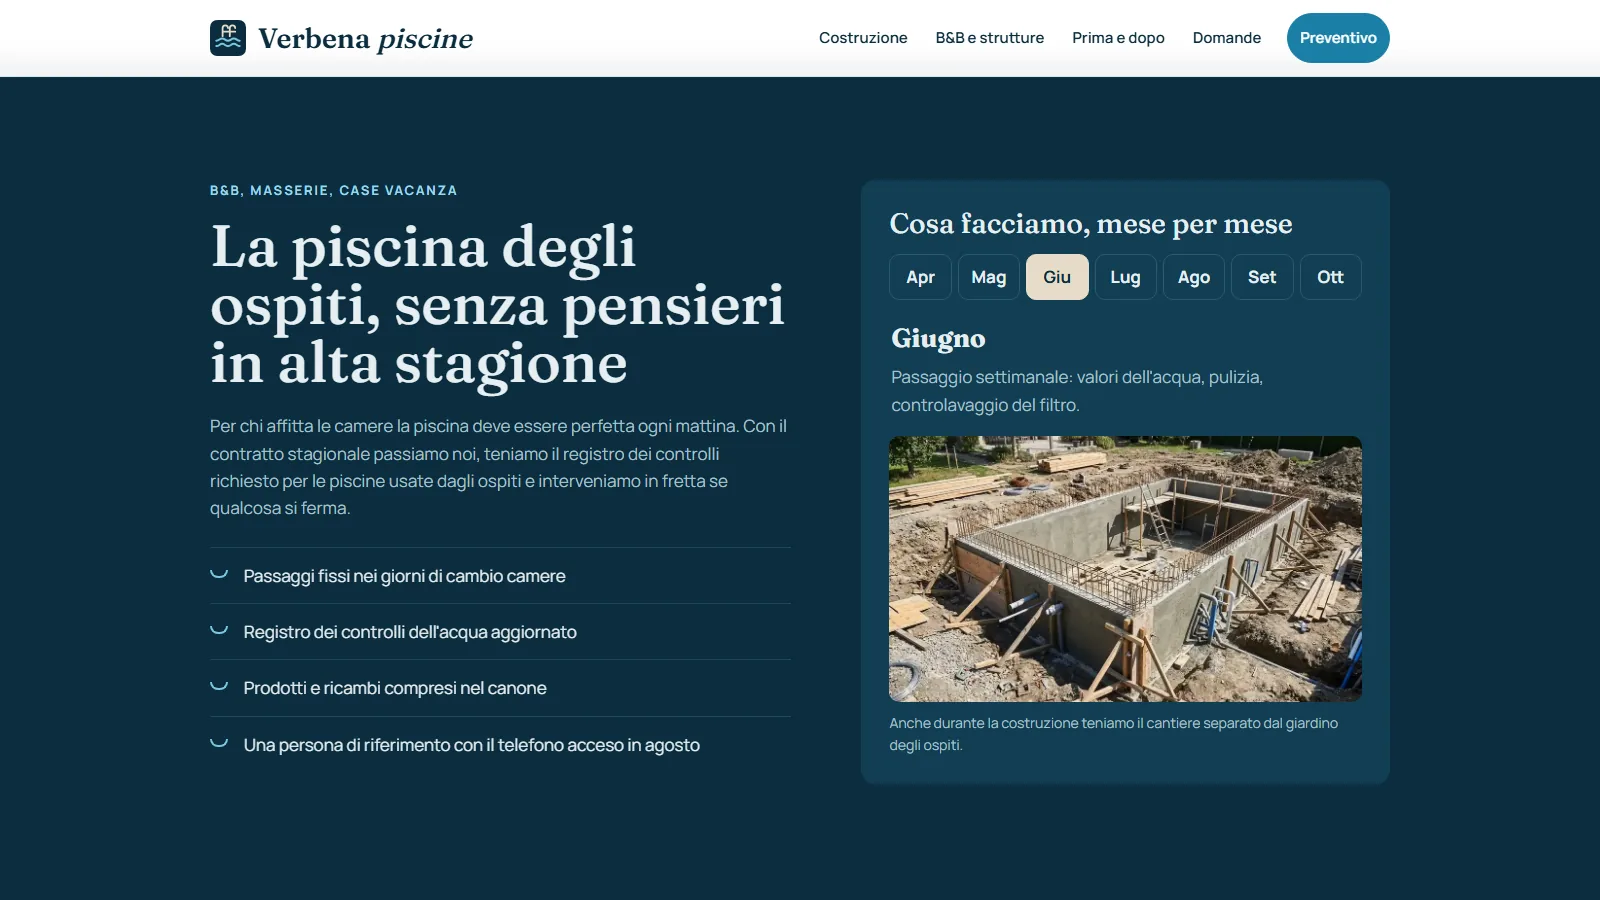 Verbena piscine
Costruzione
B&B e strutture
Prima e dopo
Domande
Preventivo
B&B, MASSERIE, CASE VACANZA
La piscina degli
ospiti, senza pensieri
in alta stagione
Per chi affitta le camere la piscina deve essere perfetta ogni mattina. Con il
contratto stagionale passiamo noi, teniamo il registro dei controlli
richiesto per le piscine usate dagli ospiti e interveniamo in fretta se
qualcosa si ferma.
Passaggi fissi nei giorni di cambio camere
Registro dei controlli dell'acqua aggiornato
Prodotti e ricambi compresi nel canone
Una persona di riferimento con il telefono acceso in agosto
Cosa facciamo, mese per mese
Apr
Mag
Giu
Lug
Ago
Set
Ott
Giugno
Passaggio settimanale: valori dell'acqua, pulizia,
controlavaggio del filtro.
Anche durante la costruzione teniamo il cantiere separato dal giardino
degli ospiti.